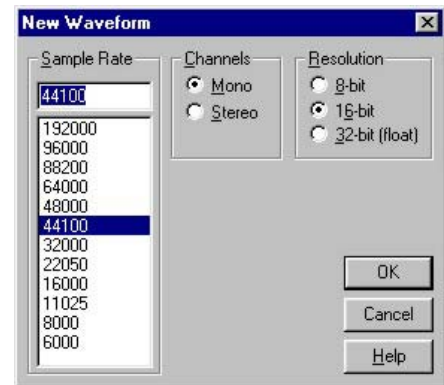 New Waveform
Sample Rate
44100
192000
96000
88200
64000
48000
44100
32000
22050
16000
11025
8000
6000
Channels
Mono
Stereo
Resolution
8-bit
16-bit
32-bit (float)
OK
Cancel
Help